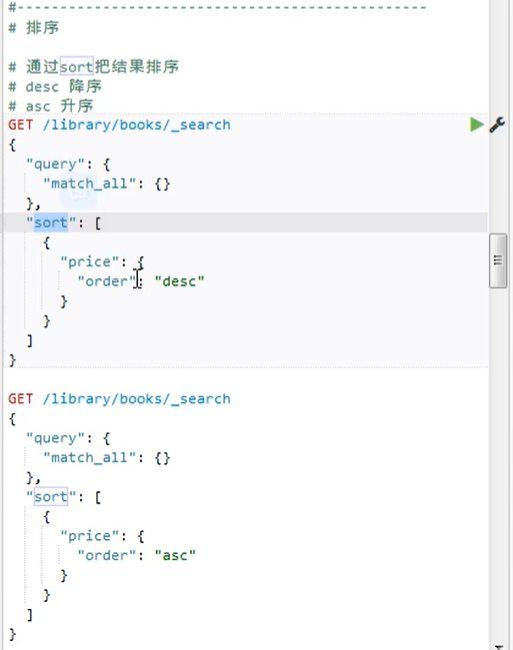 #-----------------------------------------------
# 排序
# 通过sort把结果排序
# desc 降序
# asc 升序
GET /library/books/_search
{
  "query": {
    "match_all": {}
  },
  "sort": [
    {
      "price": {
        "order": "desc"
      }
    }
  ]
}
GET /library/books/_search
{
  "query": {
    "match_all": {}
  },
  "sort": [
    {
      "price": {
        "order": "asc"
      }
    }
  ]
}